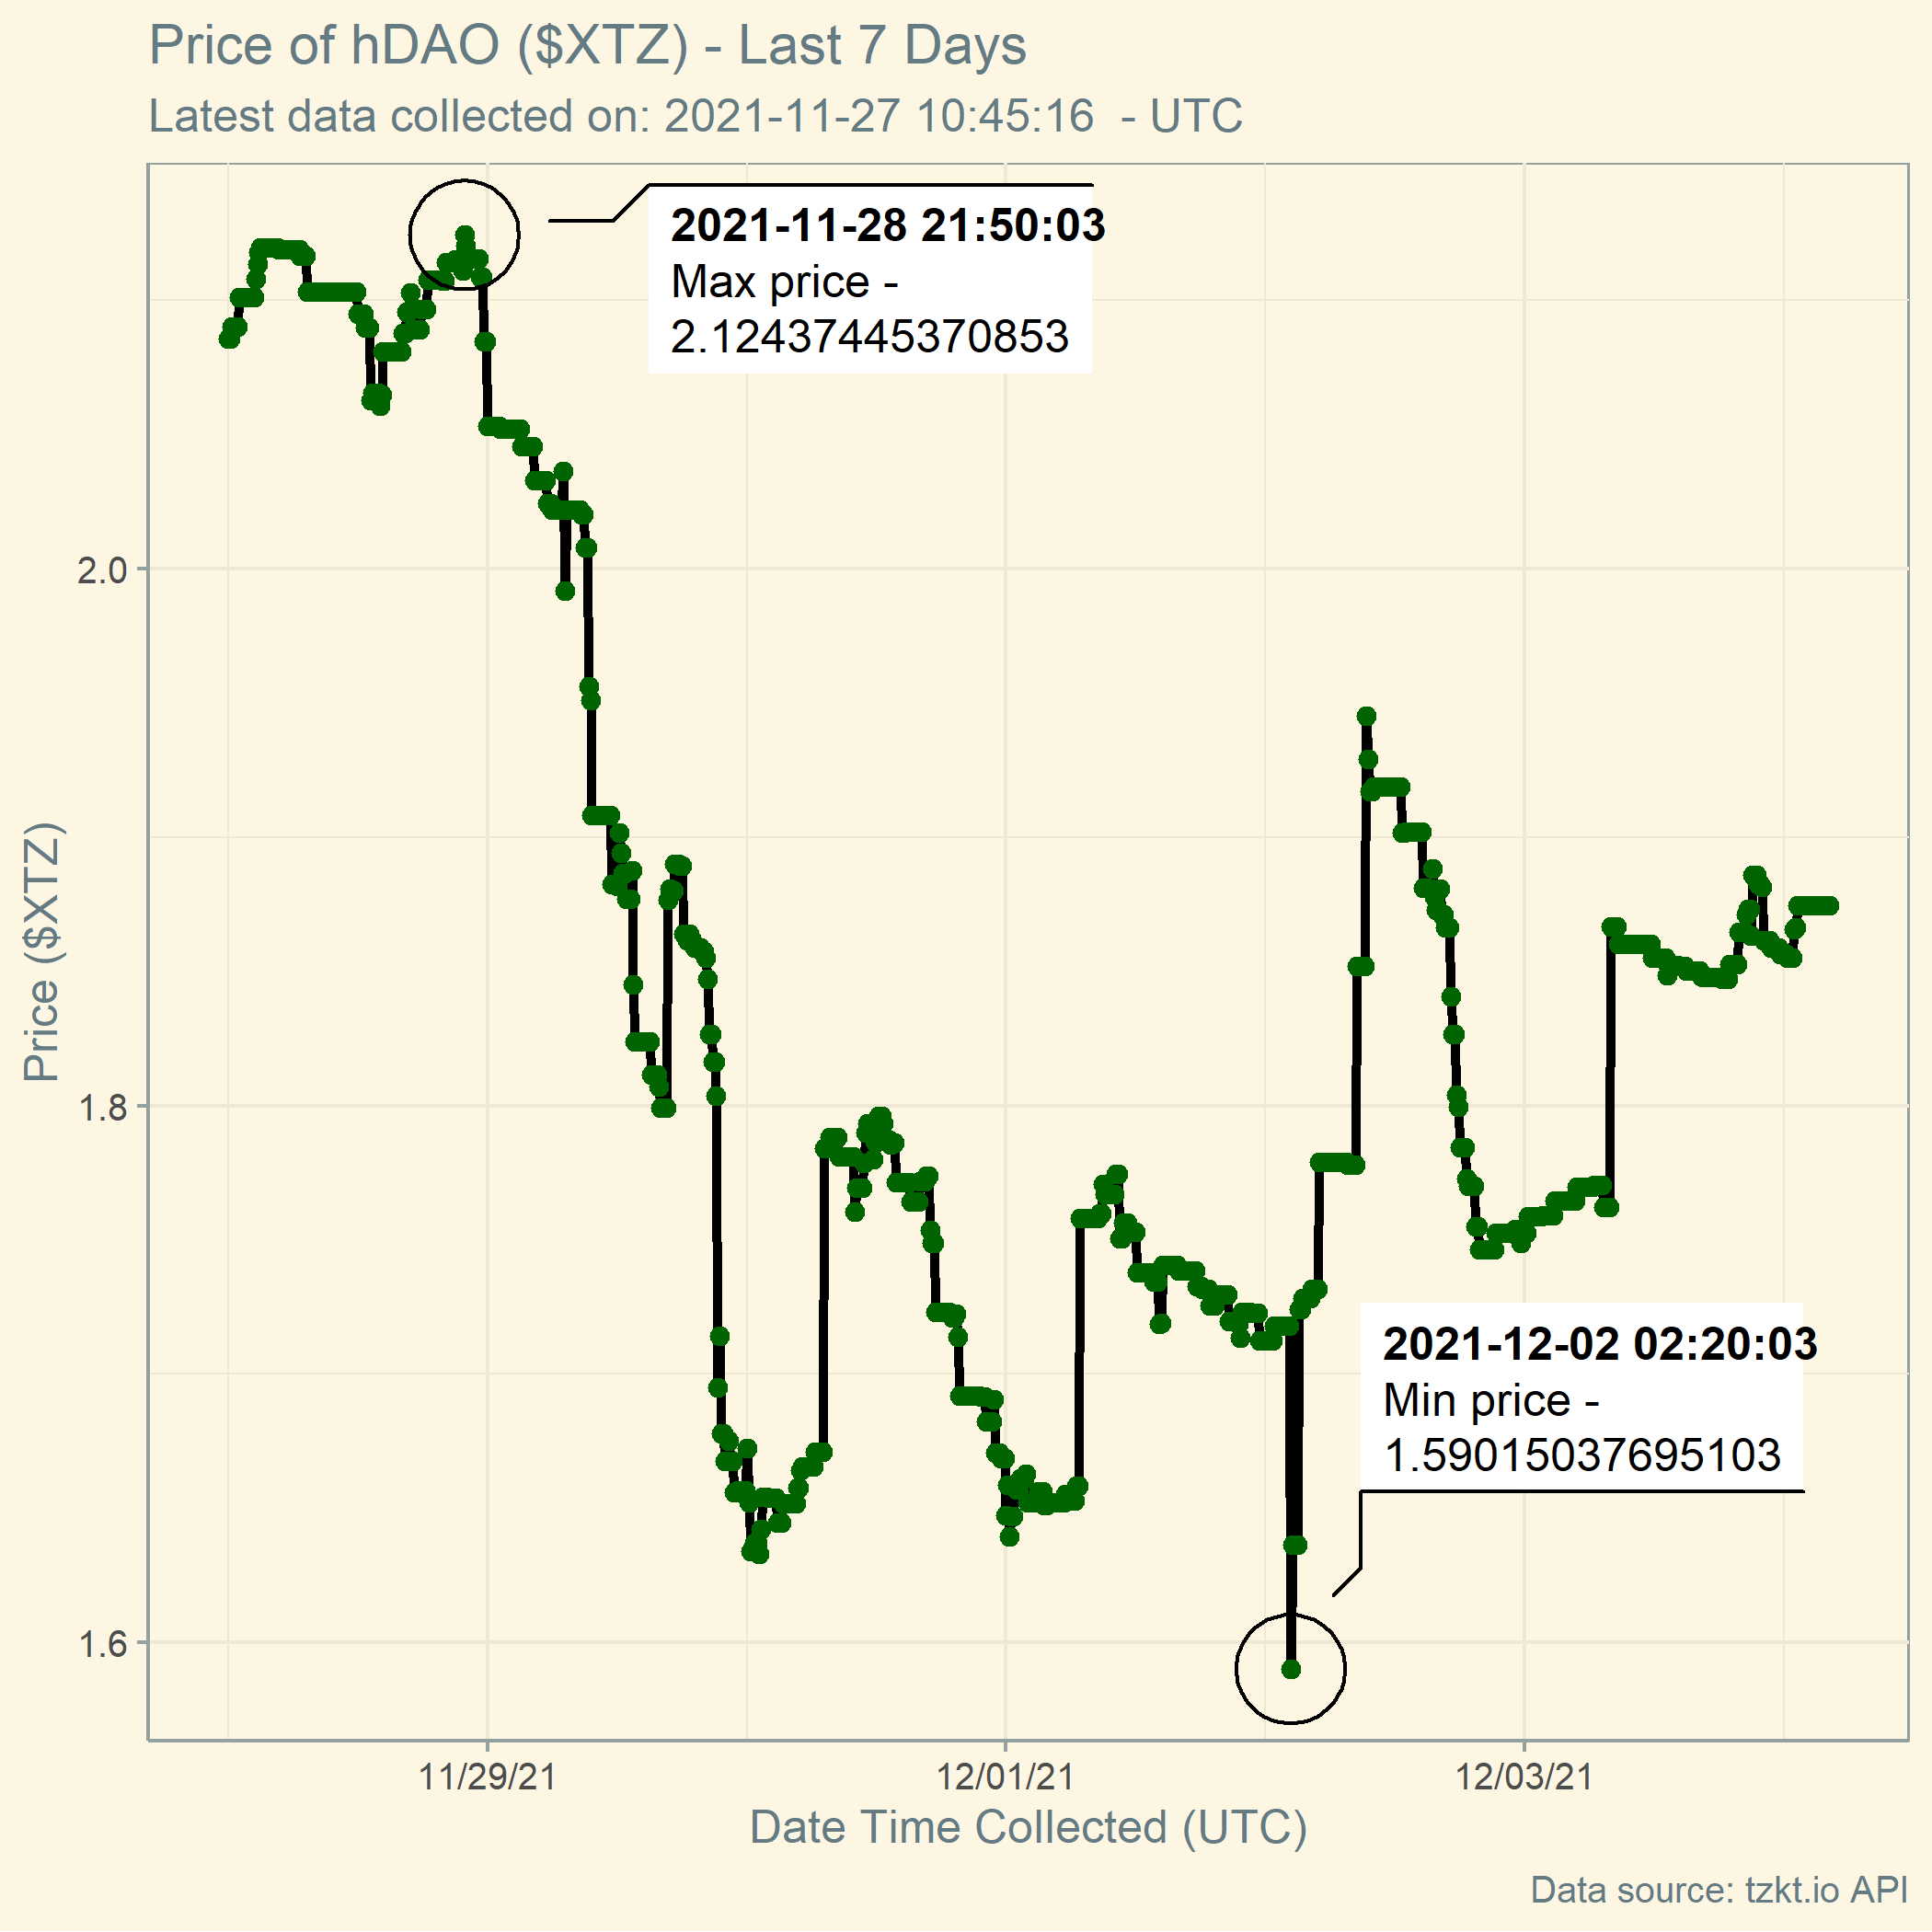 Price of hDAO ($XTZ) - Last 7 Days
Latest data collected on: 2021-11-27 10:45:16  - UTC
2021-11-28 21:50:03
Max price -
2.12437445370853
2.0
1.8
1.6
Price ($XTZ)
2021-12-02 02:20:03
Min price -
1.59015037695103
11/29/21
12/01/21
12/03/21
Date Time Collected (UTC)
Data source: tzkt.io API